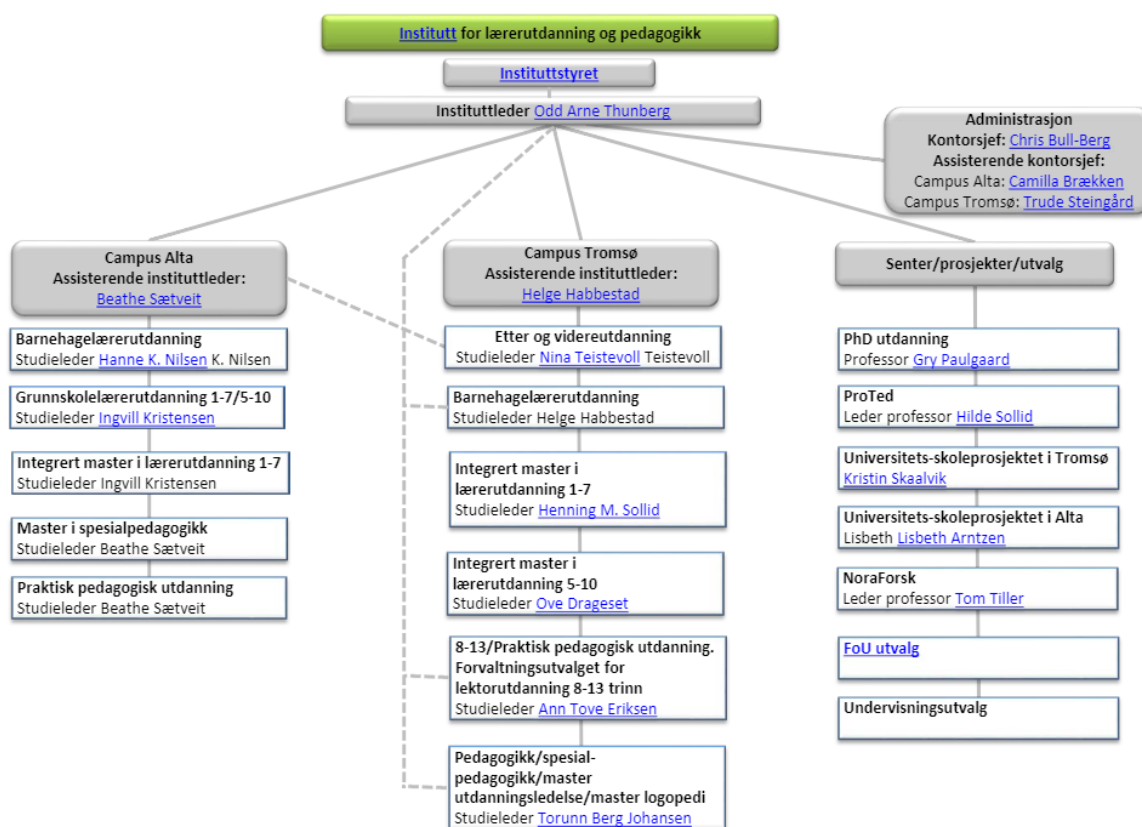 Institutt for lærerutdanning og pedagogikk
Instituttstyret
Instituttleder Odd Arne Thunberg
Administrasjon
Kontorsjef: Chris Bull-Berg
Assisterende kontorsjef:
Campus Alta: Camilla Brækken
Campus Tromsø: Trude Steingård
Campus Alta
Assisterende instituttleder:
Beathe Sætveit
Barnehagelærerutdanning
Studieleder Hanne K. Nilsen K. Nilsen
Grunnskolelærerutdanning 1-7/5-10
Studieleder Ingvill Kristensen
Integrert master i lærerutdanning 1-7
Studieleder Ingvill Kristensen
Master i spesialpedagogikk
Studieleder Beathe Sætveit
Praktisk pedagogisk utdanning
Studieleder Beathe Sætveit
Campus Tromsø
Assisterende instituttleder:
Helge Habbestad
Etter og videreutdanning
Studieleder Nina Teistevoll Teistevoll
Barnehagelærerutdanning
Studieleder Helge Habbestad
Integrert master i
lærerutdanning 1-7
Studieleder Henning M. Sollid
Integrert master i
lærerutdanning 5-10
Studieleder Ove Drageset
8-13/Praktisk pedagogisk utdanning.
Forvaltningsutvalget for
lektorutdanning 8-13 trinn
Studieleder Ann Tove Eriksen
Pedagogikk/spesial-
pedagogikk/master
utdanningsledelse/master logopedi
Studieleder Torunn Berg Johansen
Senter/prosjekter/utvalg
PhD utdanning
Professor Gry Paulgaard
ProTed
Leder professor Hilde Sollid
Universitets-skoleprosjektet i Tromsø
Kristin Skaalvik
Universitets-skoleprosjektet i Alta
Lisbeth Lisbeth Arntzen
NoraForsk
Leder professor Tom Tiller
FoU utvalg
Undervisningsutvalg